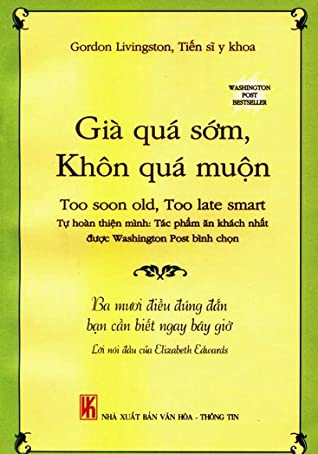 Gordon Livingston, Tiến sĩ y khoa
WASHINGTON
POST
BESTSELLER
Già quá sớm,
Khôn quá muộn
Too soon old, Too late smart
Tự hoàn thiện mình: Tác phẩm ăn khách nhất
được Washington Post bình chọn
Ba mươi điều đúng đắn
bạn cần biết ngay bây giờ
Lời nói đầu của Elizabeth Edwards
NHÀ XUẤT BẢN VĂN HÓA - THÔNG TIN